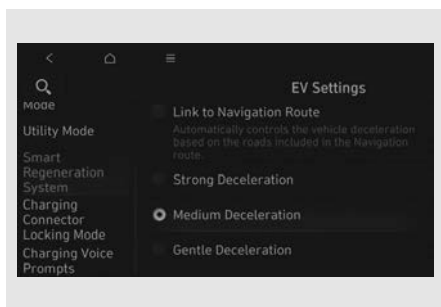 EV Settings
Mode
Utility Mode
Smart
Regeneration
System
Charging
Connector
Locking Mode
Charging Voice
Prompts
Link to Navigation Route
Automatically controls the vehicle deceleration
based on the roads included in the Navigation
route.
Strong Deceleration
Medium Deceleration
Gentle Deceleration